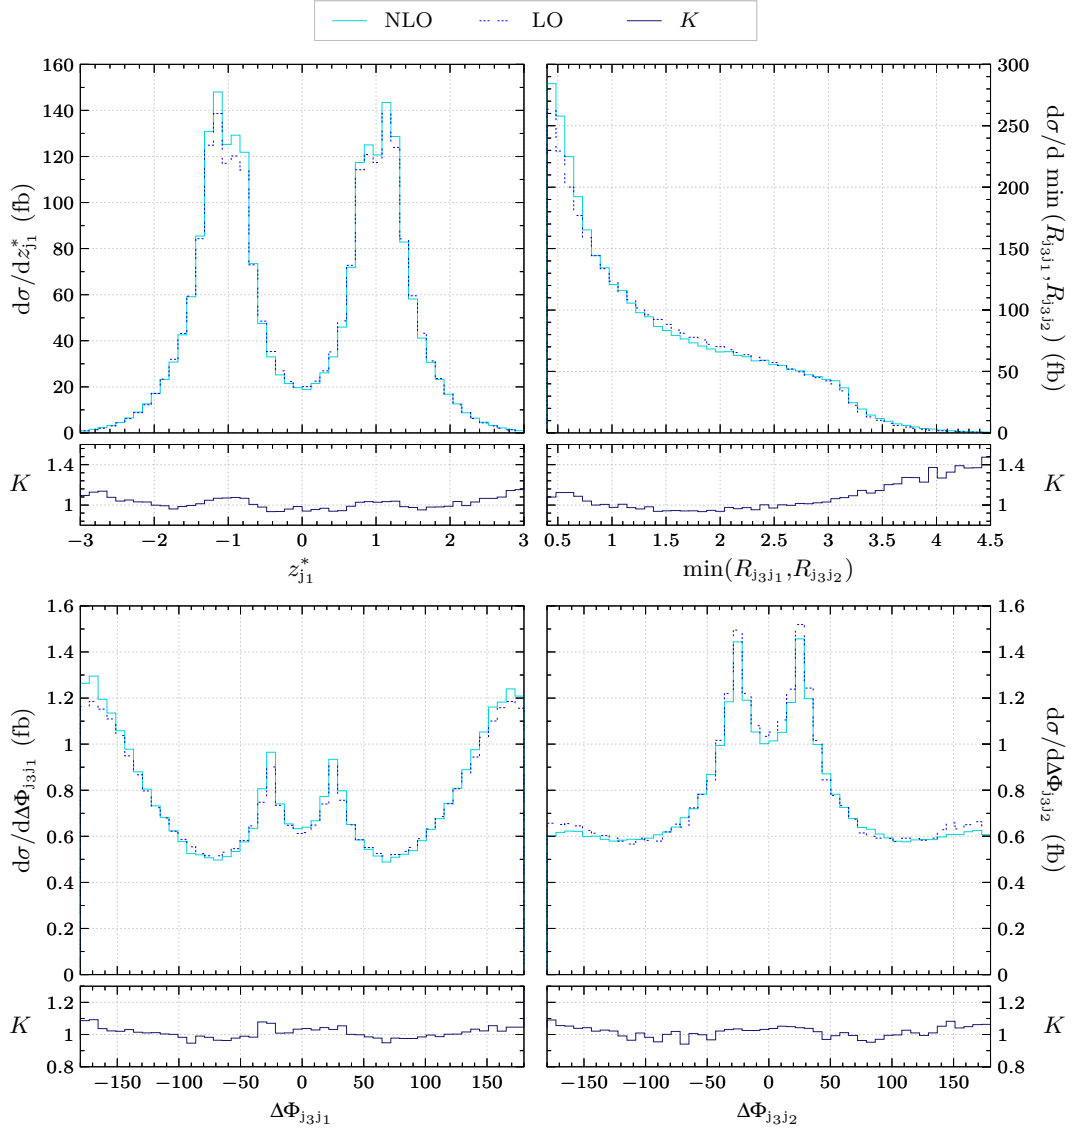 NLO LO K
160
140
120
100
80
60
40
20
0
dσ/dz*j1 (fb)
300
250
200
150
100
50
0
dσ/d min(Rj3j1,Rj3j2) (fb)
K
1.4
1
−3 −2 −1 0 1 2 3
z*j1
1.4
1
K
0.5 1 1.5 2 2.5 3 3.5 4 4.5
min(Rj3j1,Rj3j2)
1.6
1.4
1.2
1
0.8
0.6
0.4
0.2
0
dσ/dΔΦj3j1 (fb)
1.6
1.4
1.2
1
0.8
0.6
0.4
0.2
0
dσ/dΔΦj3j2 (fb)
K
1.2
1
0.8
−150 −100 −50 0 50 100 150
ΔΦj3j1
1.2
1
0.8
K
−150 −100 −50 0 50 100 150
ΔΦj3j2